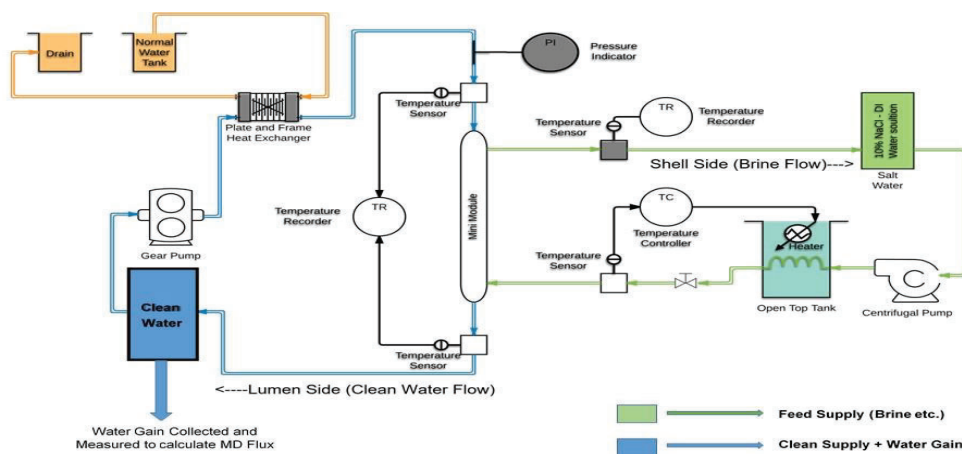 Drain
Normal
Water
Tank
PI
Pressure
Indicator
Temperature
Sensor
Plate and Frame
Heat Exchanger
TR
Temperature
Recorder
Temperature
Sensor
10% NaCl - DI
Water soultion
Salt
Water
Shell Side (Brine Flow)--->
Gear Pump
Temperature
Recorder
TR
Mini Module
TC
Temperature
Controller
Temperature
Sensor
Heater
Open Top Tank
C
Centrifugal Pump
Clean
Water
Temperature
Sensor
<----Lumen Side (Clean Water Flow)
Water Gain Collected and
Measured to calculate MD Flux
Feed Supply (Brine etc.)
Clean Supply + Water Gain